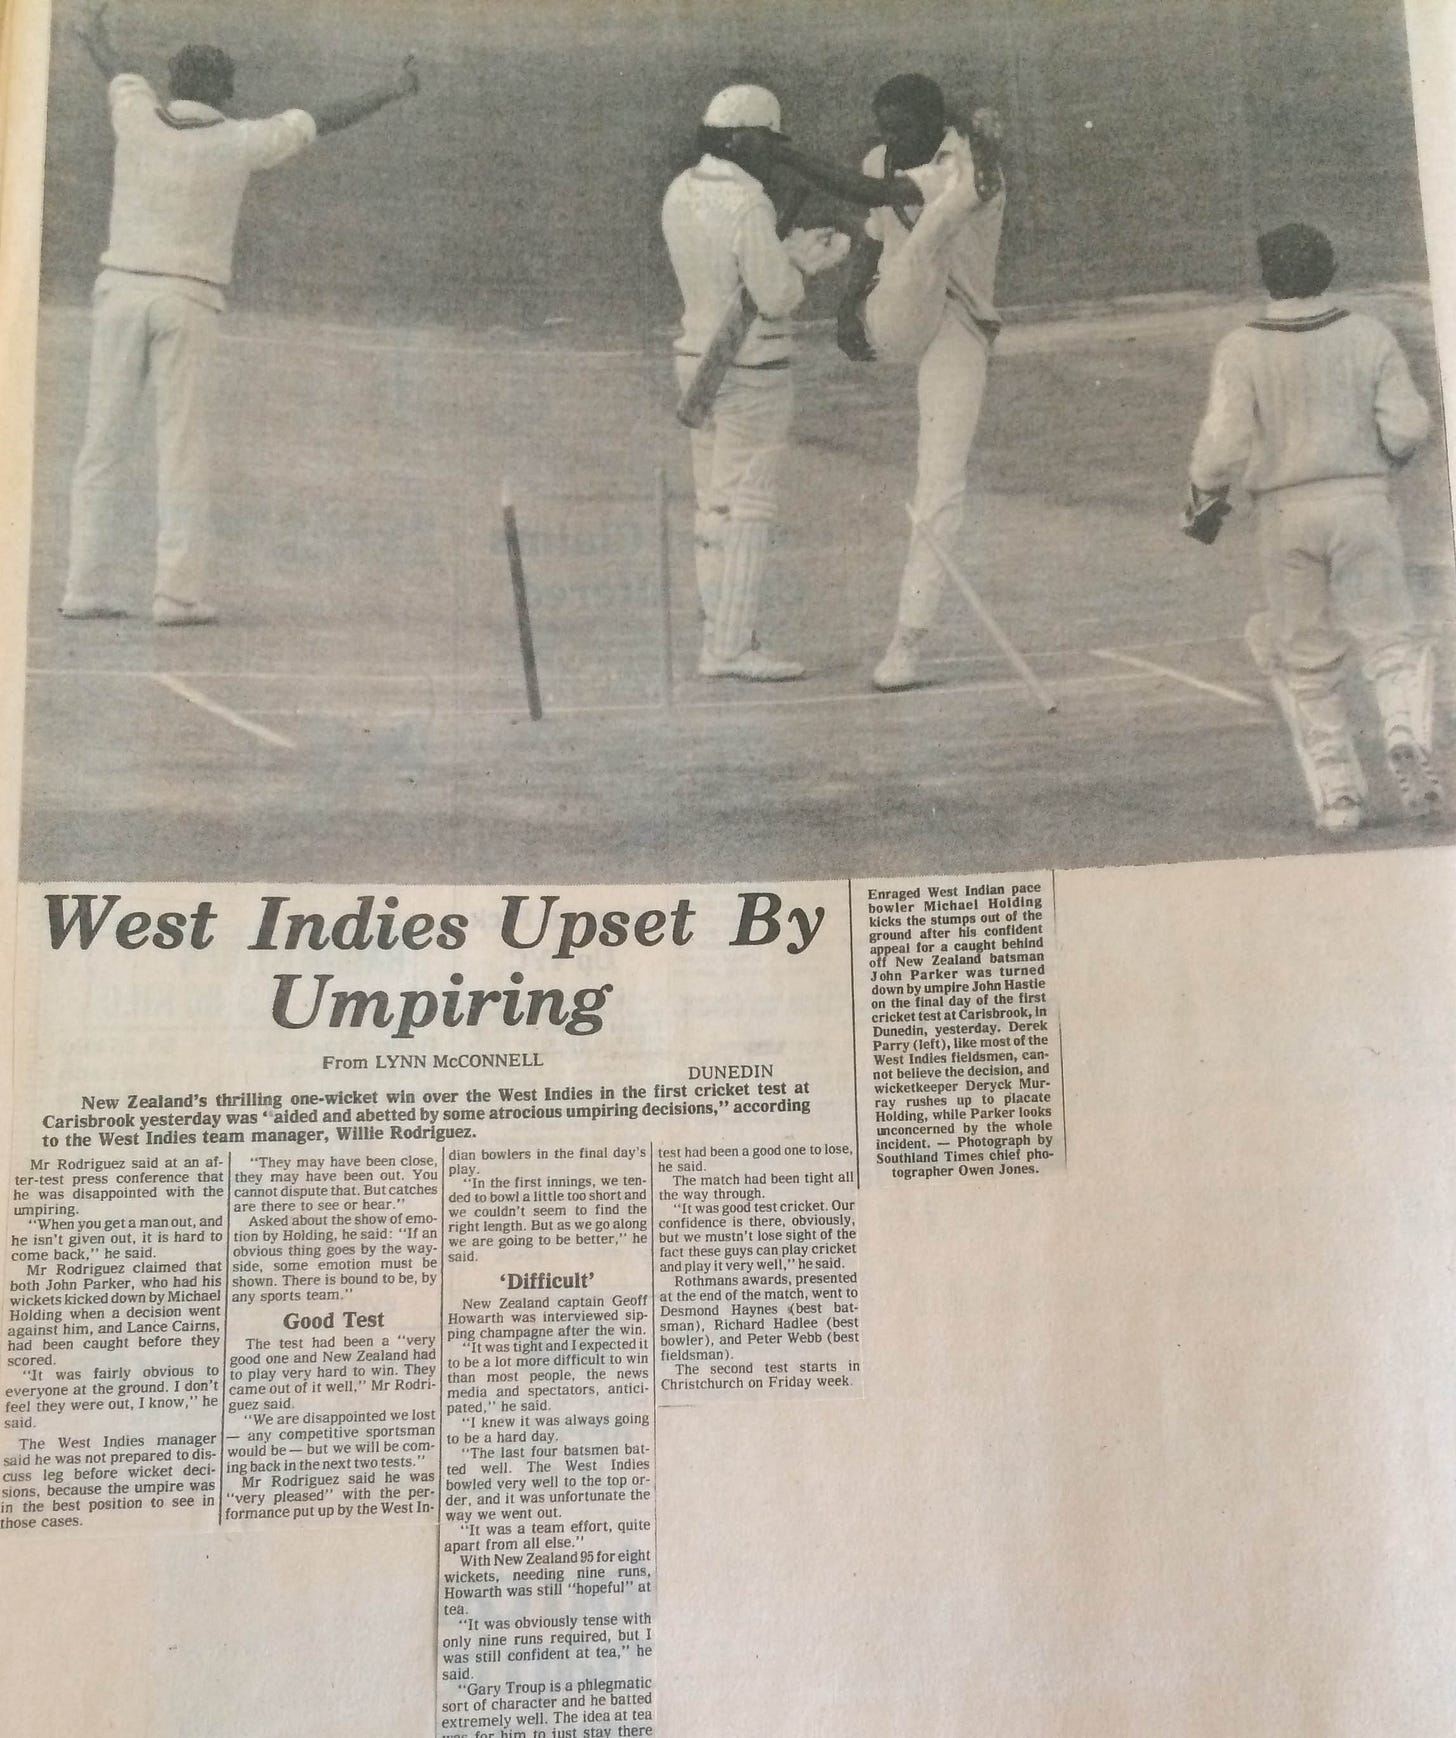 West Indies Upset By
Umpiring
From LYNN McCONNELL
DUNEDIN
New Zealand's thrilling one-wicket win over the West Indies in the first cricket test at
Carisbrook yesterday was "aided and abetted by some atrocious umpiring decisions," according
to the West Indies team manager, Willie Rodriguez.
Mr Rodriguez said at an af-
ter-test press conference that
he was disappointed with the
umpiring.
"When you get a man out, and
he isn't given out, it is hard to
come back," he said.
Mr Rodriguez claimed that
both John Parker, who had his
wickets kicked down by Michael
Holding when a decision went
against him, and Lance Cairns,
had been caught before they
scored.
"It was fairly obvious to
everyone at the ground. I don't
feel they were out, I know," he
said.
The West Indies manager
said he was not prepared to dis-
cuss leg before wicket deci-
sions, because the umpire was
in the best position to see in
those cases.
"They may have been close,
they may have been out. You
cannot dispute that. But catches
are there to see or hear."
Asked about the show of emo-
tion by Holding, he said: "If an
obvious thing goes by the way-
side, some emotion must be
shown. There is bound to be, by
any sports team."
Good Test
The test had been a "very
good one and New Zealand had
to play very hard to win. They
came out of it well," Mr Rodri-
guez said.
"We are disappointed we lost
— any competitive sportsman
would be — but we will be com-
ing back in the next two tests."
Mr Rodriguez said he was
"very pleased" with the per-
formance put up by the West In-
dian bowlers in the final day's
play.
"In the first innings, we ten-
ded to bowl a little too short and
we couldn't seem to find the
right length. But as we go along
we are going to be better," he
said.
'Difficult'
New Zealand captain Geoff
Howarth was interviewed sip-
ping champagne after the win.
"It was tight and I expected it
to be a lot more difficult to win
than most people, the news
media and spectators, antici-
pated," he said.
"I knew it was always going
to be a hard day.
"The last four batsmen bat-
ted well. The West Indies
bowled very well to the top or-
der, and it was unfortunate the
way we went out.
"It was a team effort, quite
apart from all else."
With New Zealand 95 for eight
wickets, needing nine runs,
Howarth was still "hopeful" at
tea.
"It was obviously tense with
only nine runs required, but I
was still confident at tea," he
said.
"Gary Troup is a phlegmatic
sort of character and he batted
extremely well. The idea at tea
was for him to just stay there
test had been a good one to lose,
he said.
The match had been tight all
the way through.
"It was good test cricket. Our
confidence is there, obviously,
but we mustn't lose sight of the
fact these guys can play cricket
and play it very well," he said.
Rothmans awards, presented
at the end of the match, went to
Desmond Haynes (best bat-
sman), Richard Hadlee (best
bowler), and Peter Webb (best
fieldsman).
The second test starts in
Christchurch on Friday week.
Enraged West Indian pace
bowler Michael Holding
kicks the stumps out of the
ground after his confident
appeal for a caught behind
off New Zealand batsman
John Parker was turned
down by umpire John Hastie
on the final day of the first
cricket test at Carisbrook, in
Dunedin, yesterday. Derek
Parry (left), like most of the
West Indies fieldsmen, can-
not believe the decision, and
wicketkeeper Deryck Mur-
ray rushes up to placate
Holding, while Parker looks
unconcerned by the whole
incident. — Photograph by
Southland Times chief pho-
tographer Owen Jones.